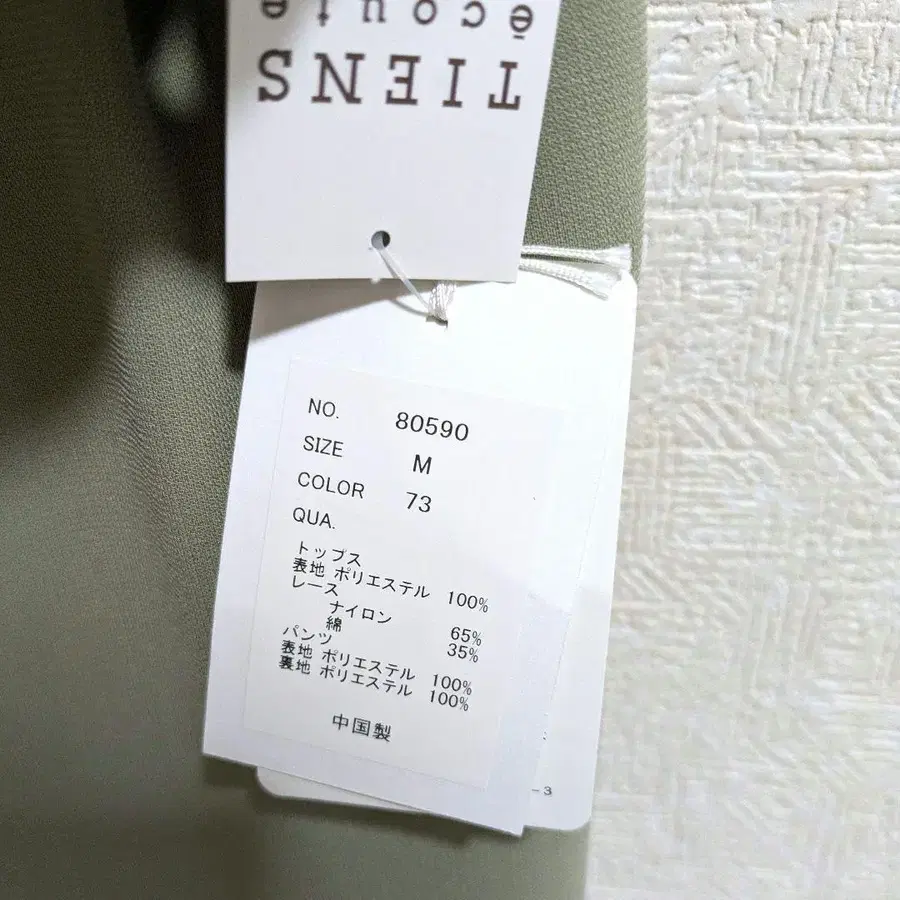 TIENS
ēcoute
NO. 80590
SIZE M
COLOR 73
QUA.
トップス
表地 ポリエステル 100%
レース
ナイロン 65%
綿 35%
パンツ
表地 ポリエステル 100%
裏地 ポリエステル 100%
中国製
-3